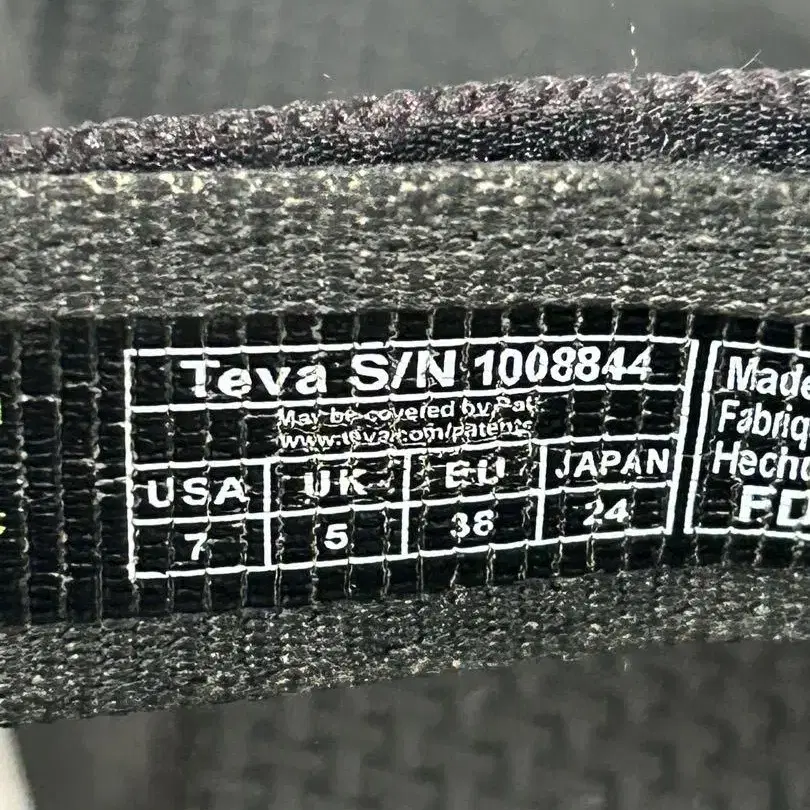 Teva S/N 1008844
May be covered by Pat
www.teva.com/patents
USA UK EU JAPAN
7 5 38 24
Made
Fabriq
Hecho
FD